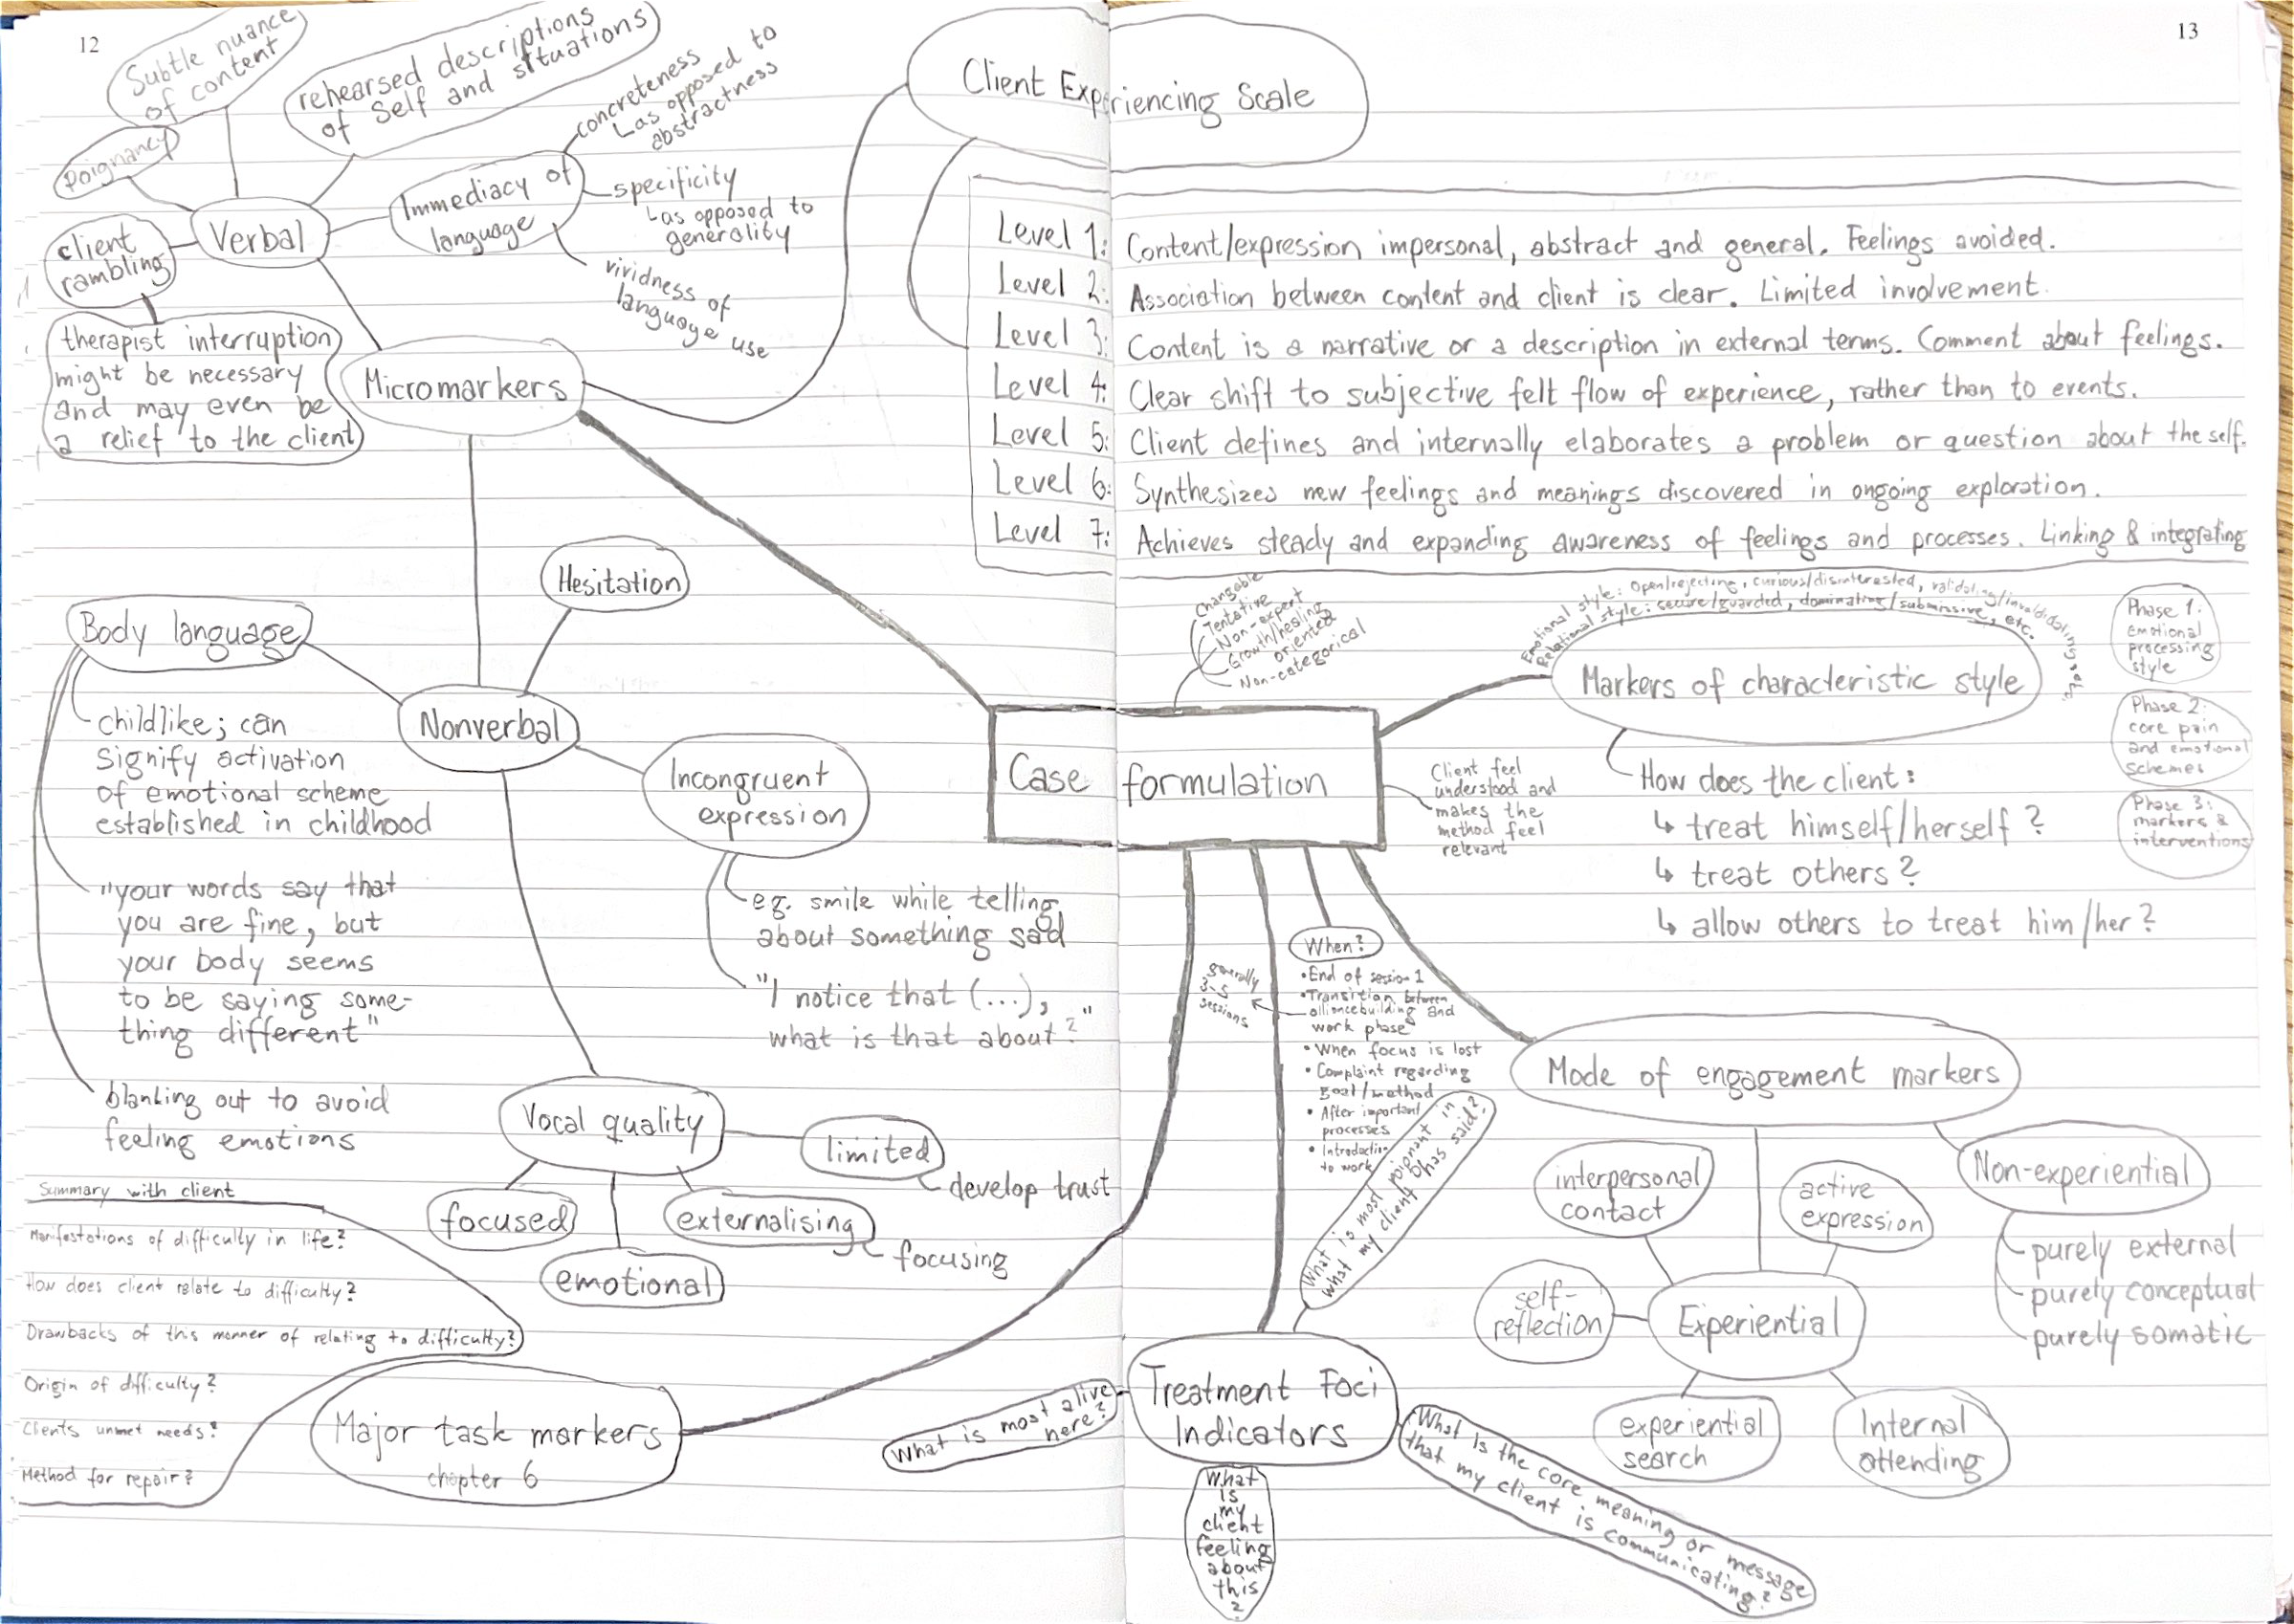 12
Subtle nuance
of content
rehearsed descriptions
of self and situations
Poignancy
Verbal
client
rambling
therapist interruption
might be necessary
and may even be
a relief to the client
Immediacy of
language
concreteness
as opposed to
abstractness
specificity
as opposed to
generality
vividness of
language use
Micromarkers
Hesitation
Body language
childlike; can
signify activation
of emotional scheme
established in childhood
"your words say that
you are fine, but
your body seems
to be saying some-
thing different"
blanking out to avoid
feeling emotions
Nonverbal
Incongruent
expression
eg. smile while telling
about something sad
"I notice that (...),
what is that about?"
Vocal quality
limited
develop trust
focused
externalising
focusing
emotional
Summary with client
Manifestations of difficulty in life?
How does client relate to difficulty?
Drawbacks of this manner of relating to difficulty?
Origin of difficulty?
Clients unmet needs?
Method for repair?
Major task markers
chapter 6
13
Client Experiencing Scale
Level 1: Content/expression impersonal, abstract and general. Feelings avoided.
Level 2: Association between content and client is clear. Limited involvement.
Level 3: Content is a narrative or a description in external terms. Comment about feelings.
Level 4: Clear shift to subjective felt flow of experience, rather than to events.
Level 5: Client defines and internally elaborates a problem or question about the self.
Level 6: Synthesizes new feelings and meanings discovered in ongoing exploration.
Level 7: Achieves steady and expanding awareness of feelings and processes. Linking & integrating
Changable
Tentative
Non-expert
Growth/healing
oriented
Non-categorical
Case formulation
Client feel
understood and
makes the
method feel
relevant
Emotional style: Open/rejecting, curious/disinterested, validating/invalidating, etc.
Relational style: secure/guarded, dominating/submissive, etc.
Markers of characteristic style
How does the client:
↳ treat himself/herself?
↳ treat others?
↳ allow others to treat him/her?
Phase 1:
Emotional
processing
style
Phase 2:
core pain
and emotional
schemes
Phase 3:
markers &
interventions
When?
• End of session 1
• Transition between
alliancebuilding and
work phase
generally
3-5
sessions
• When focus is lost
• Complaint regarding
goal/method
• After important
processes
• Introduction
to work
What is most poignant in
what my client has said?
Mode of engagement markers
interpersonal
contact
active
expression
Non-experiential
purely external
purely conceptual
purely somatic
self-
reflection
Experiential
experiential
search
Internal
attending
Treatment Foci
Indicators
What is most alive
here?
What
is
my
client
feeling
about
this
?
What is the core meaning or message
that my client is communicating?